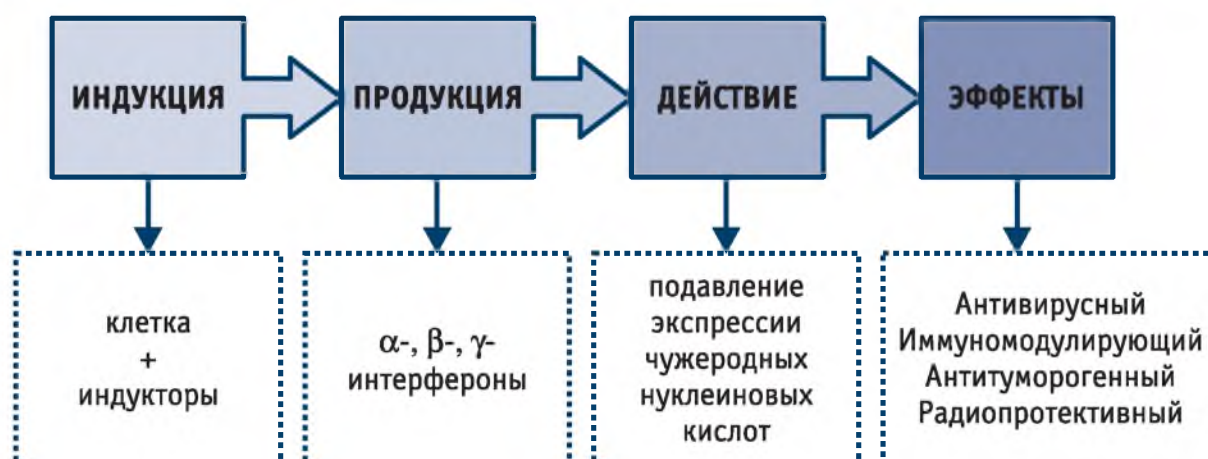 ИНДУКЦИЯ
ПРОДУКЦИЯ
ДЕЙСТВИЕ
ЭФФЕКТЫ
клетка
+
индукторы
α-, β-, γ-
интерфероны
подавление
экспрессии
чужеродных
нуклеиновых
кислот
Антивирусный
Иммуномодулирующий
Антитуморогенный
Радиопротективный